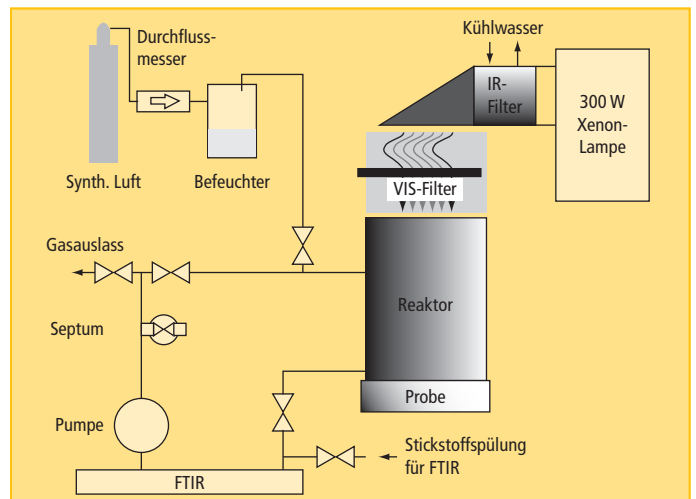 Durchfluss-
messer
Kühlwasser
IR-
Filter
300 W
Xenon-
Lampe
Synth. Luft
Befeuchter
VIS-Filter
Gasauslass
Reaktor
Septum
Probe
Pumpe
Stickstoffspülung
für FTIR
FTIR